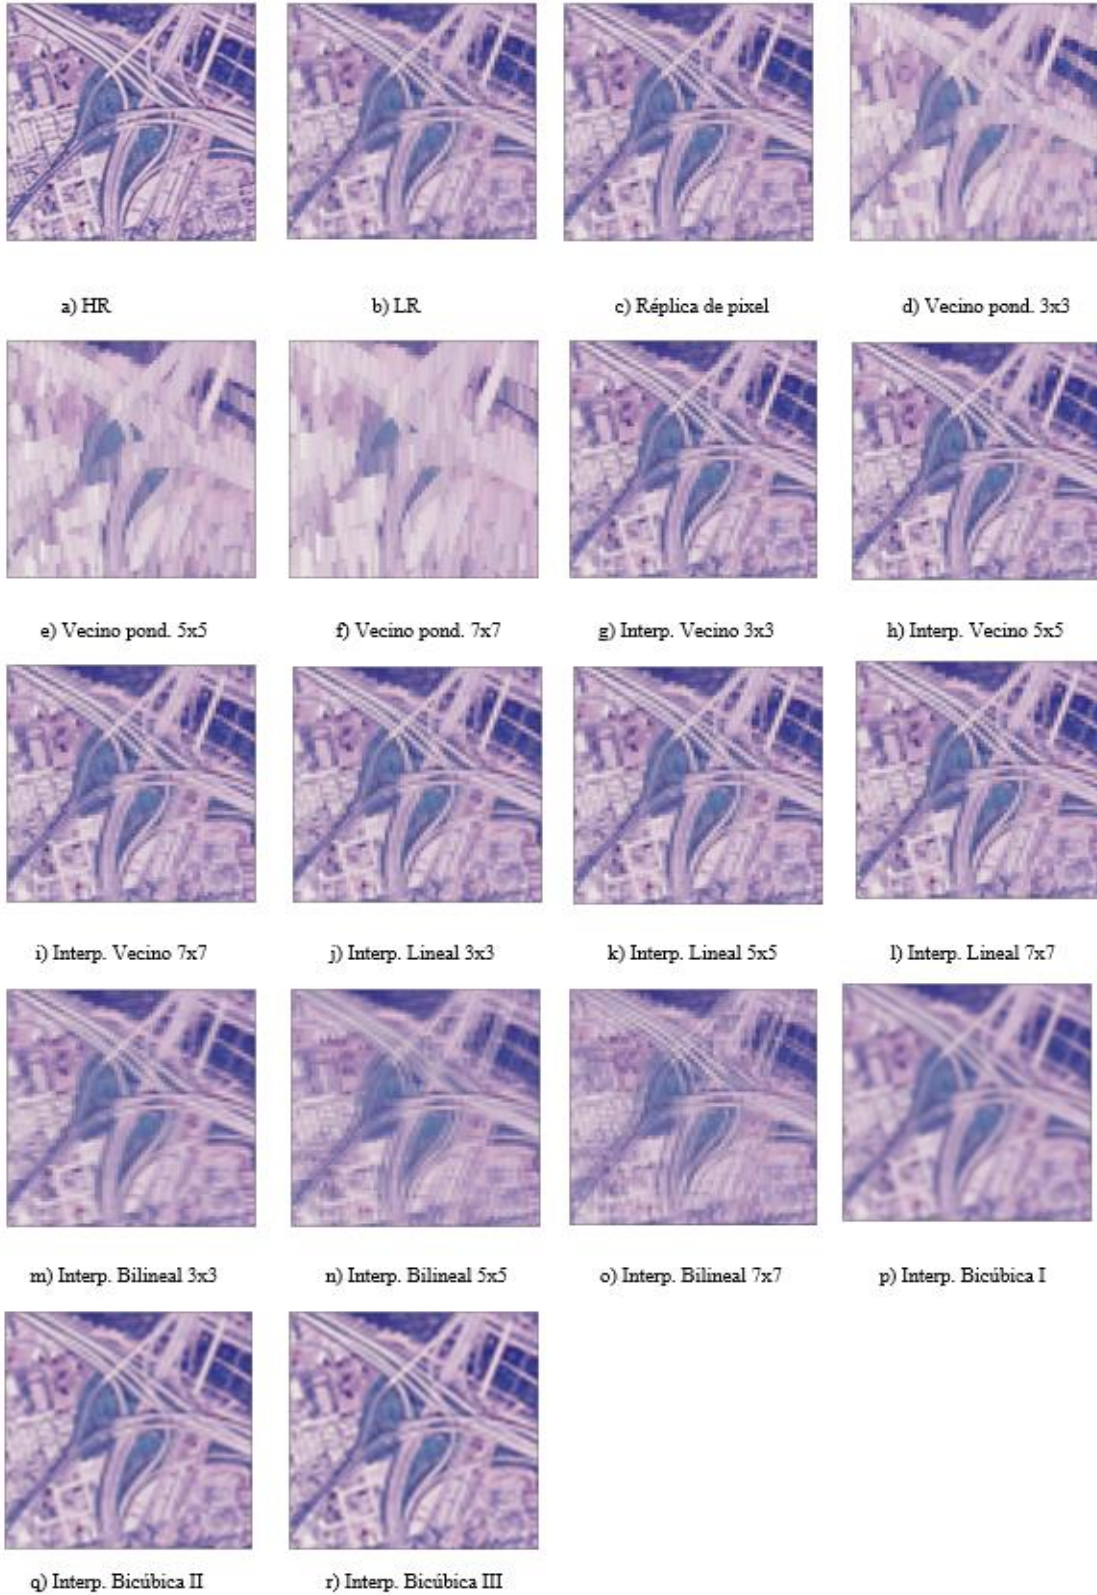 a) HR
b) LR
c) Réplica de pixel
d) Vecino pond. 3x3
e) Vecino pond. 5x5
f) Vecino pond. 7x7
g) Interp. Vecino 3x3
h) Interp. Vecino 5x5
i) Interp. Vecino 7x7
j) Interp. Lineal 3x3
k) Interp. Lineal 5x5
l) Interp. Lineal 7x7
m) Interp. Bilineal 3x3
n) Interp. Bilineal 5x5
o) Interp. Bilineal 7x7
p) Interp. Bicúbica I
q) Interp. Bicúbica II
r) Interp. Bicúbica III